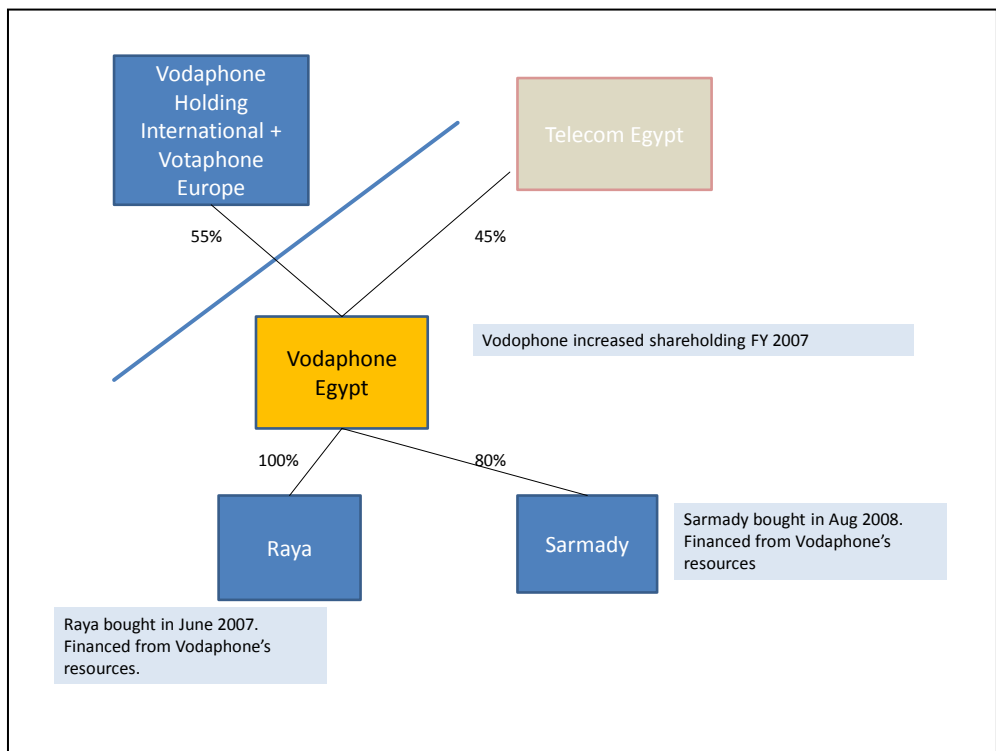 Vodaphone
Holding
International +
Votaphone
Europe
Telecom Egypt
55%
45%
Vodophone increased shareholding FY 2007
Vodaphone
Egypt
100%
80%
Raya
Sarmady
Sarmady bought in Aug 2008.
Financed from Vodaphone’s
resources
Raya bought in June 2007.
Financed from Vodaphone’s
resources.